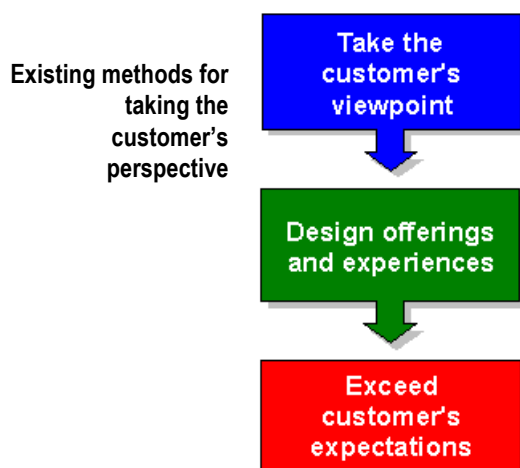 Existing methods for
taking the
customer’s
perspective
Take the
customer's
viewpoint
Design offerings
and experiences
Exceed
customer's
expectations